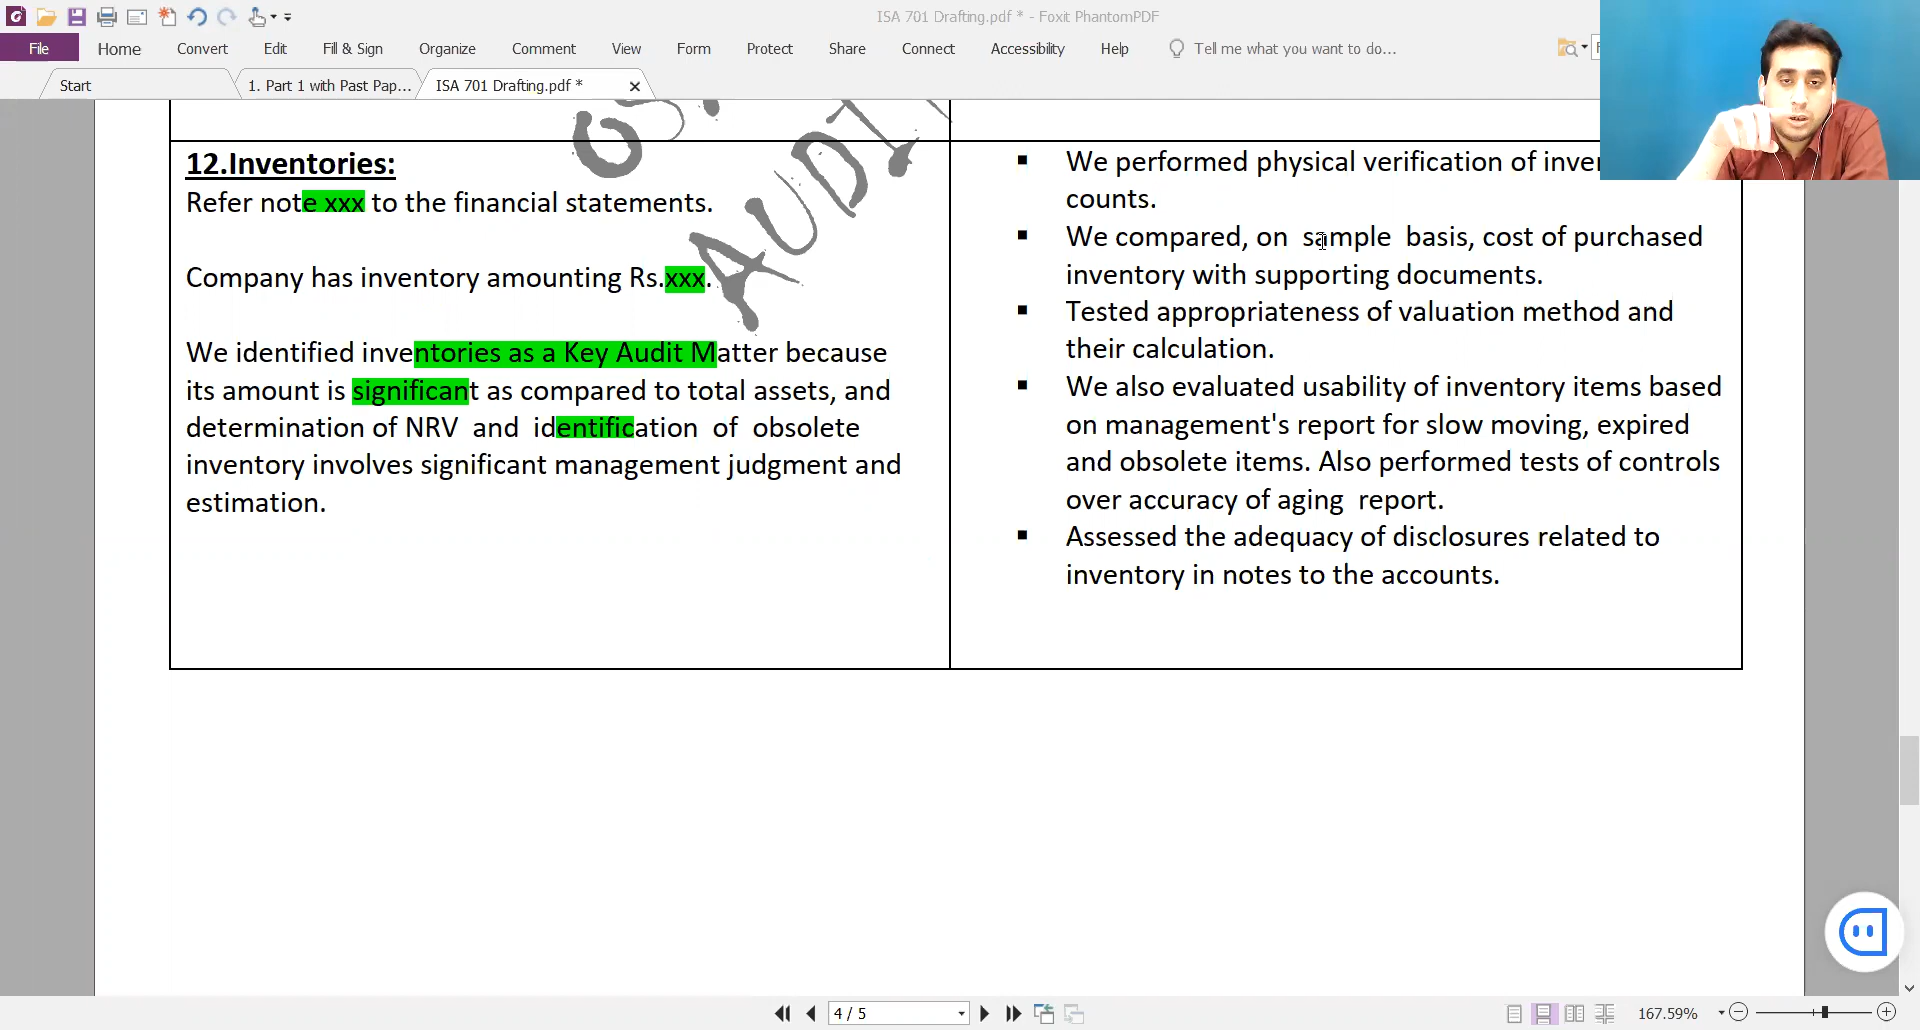 ISA 701 Drafting.pdf * - Foxit PhantomPDF
File Home Convert Edit Fill & Sign Organize Comment View Form Protect Share Connect Accessibility Help Tell me what you want to do...
Start 1. Part 1 with Past Pap... ISA 701 Drafting.pdf *
AUDI
12.Inventories:
Refer note xxx to the financial statements.
Company has inventory amounting Rs.xxx.
We identified inventories as a Key Audit Matter because
its amount is significant as compared to total assets, and
determination of NRV and identification of obsolete
inventory involves significant management judgment and
estimation.
▪ We performed physical verification of
counts.
▪ We compared, on sample basis, cost of purchased
inventory with supporting documents.
▪ Tested appropriateness of valuation method and
their calculation.
▪ We also evaluated usability of inventory items based
on management's report for slow moving, expired
and obsolete items. Also performed tests of controls
over accuracy of aging report.
▪ Assessed the adequacy of disclosures related to
inventory in notes to the accounts.
4 / 5
167.59%